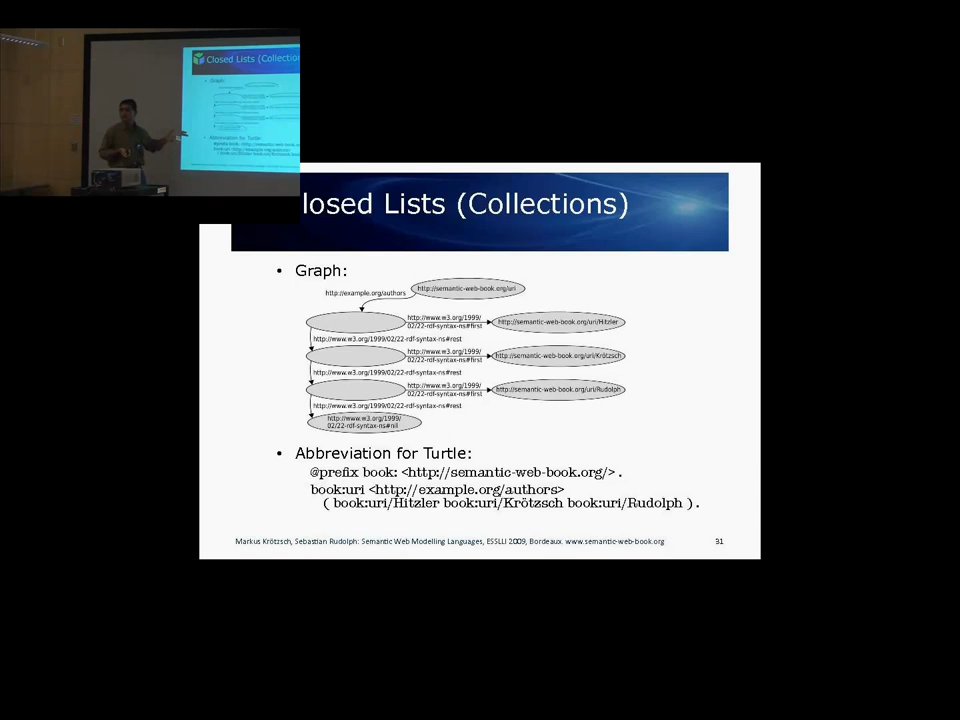 Closed Lists (Collection
losed Lists (Collections)
• Graph:
http://semantic-web-book.org/uri
http://example.org/authors
http://www.w3.org/1999/
02/22-rdf-syntax-ns#first
http://semantic-web-book.org/uri/Hitzler
http://www.w3.org/1999/02/22-rdf-syntax-ns#rest
http://www.w3.org/1999/
02/22-rdf-syntax-ns#first
http://semantic-web-book.org/uri/Krötzsch
http://www.w3.org/1999/02/22-rdf-syntax-ns#rest
http://www.w3.org/1999/
02/22-rdf-syntax-ns#first
http://semantic-web-book.org/uri/Rudolph
http://www.w3.org/1999/02/22-rdf-syntax-ns#rest
http://www.w3.org/1999/
02/22-rdf-syntax-ns#nil
• Abbreviation for Turtle:
@prefix book: <http://semantic-web-book.org/> .
book:uri <http://example.org/authors>
( book:uri/Hitzler book:uri/Krötzsch book:uri/Rudolph ) .
Markus Krötzsch, Sebastian Rudolph: Semantic Web Modelling Languages, ESSLLI 2009, Bordeaux. www.semantic-web-book.org
31